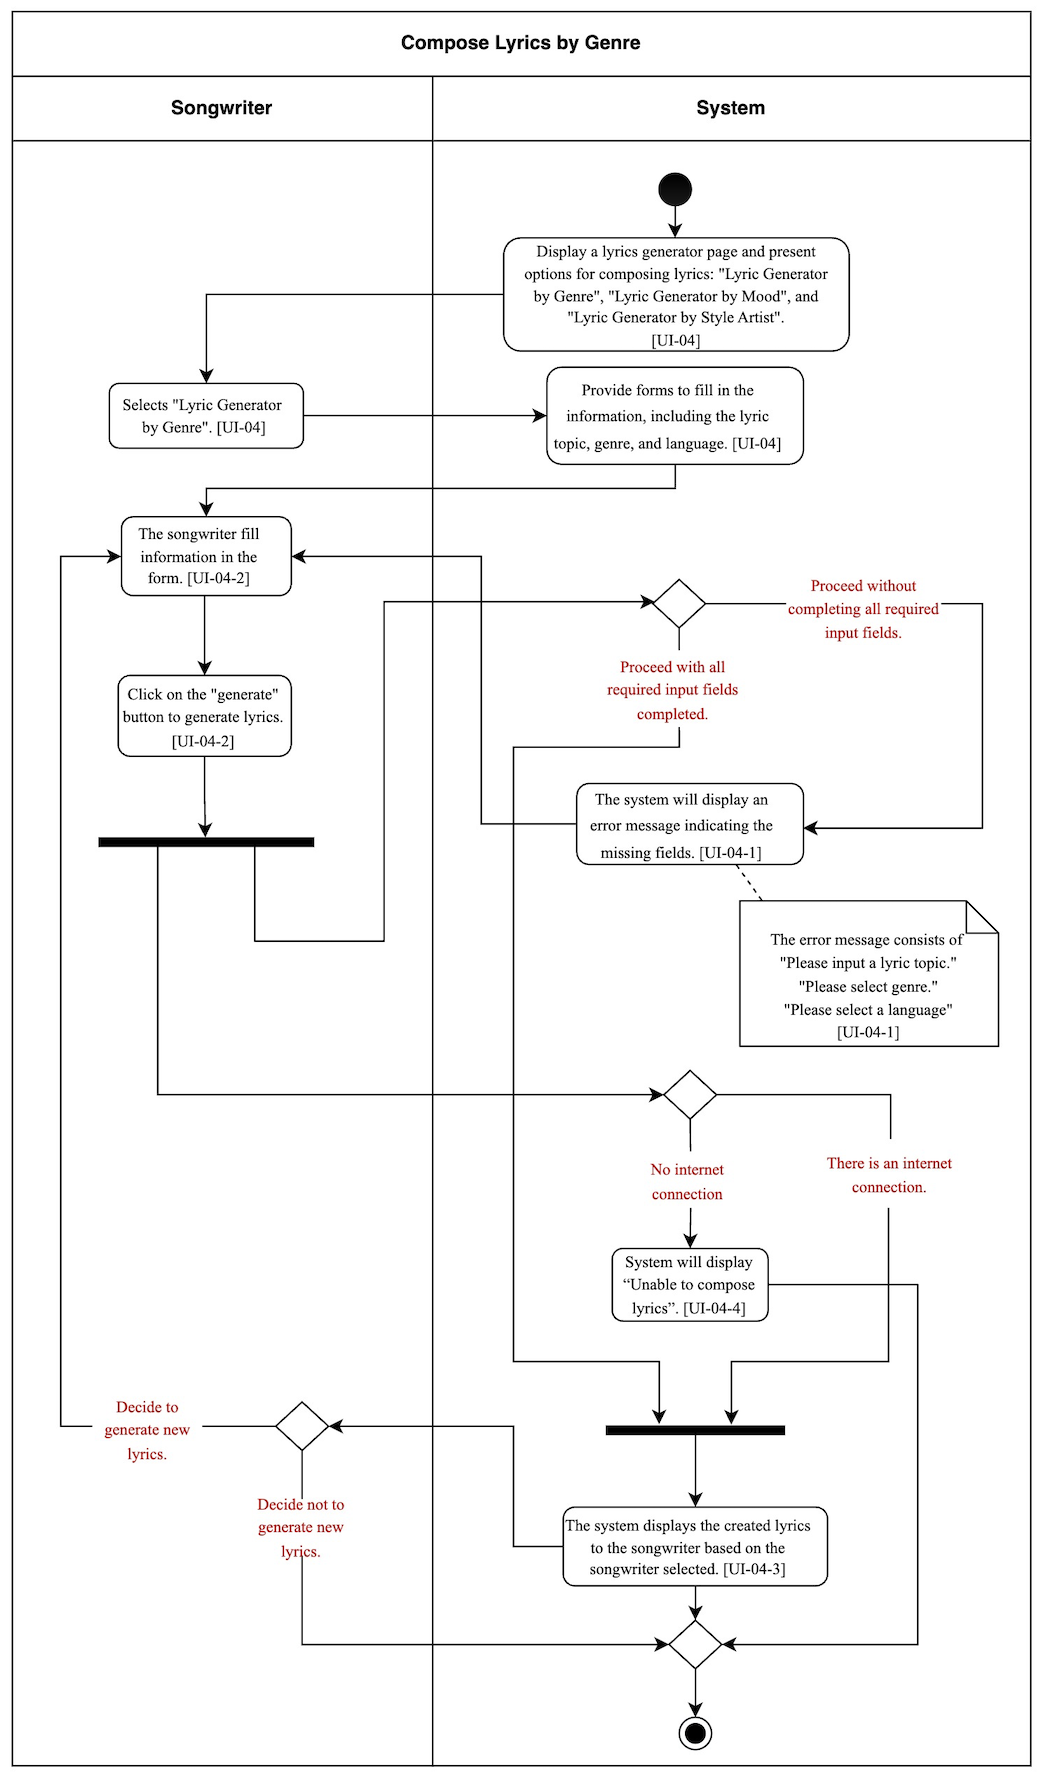 Compose Lyrics by Genre
Songwriter
System
Display a lyrics generator page and present
options for composing lyrics: "Lyric Generator
by Genre", "Lyric Generator by Mood", and
"Lyric Generator by Style Artist".
[UI-04]
Selects "Lyric Generator
by Genre". [UI-04]
Provide forms to fill in the
information, including the lyric
topic, genre, and language. [UI-04]
The songwriter fill
information in the
form. [UI-04-2]
Proceed without
completing all required
input fields.
Proceed with all
required input fields
completed.
Click on the "generate"
button to generate lyrics.
[UI-04-2]
The system will display an
error message indicating the
missing fields. [UI-04-1]
The error message consists of
"Please input a lyric topic."
"Please select genre."
"Please select a language"
[UI-04-1]
No internet
connection
There is an internet
connection.
System will display
“Unable to compose
lyrics”. [UI-04-4]
Decide to
generate new
lyrics.
Decide not to
generate new
lyrics.
The system displays the created lyrics
to the songwriter based on the
songwriter selected. [UI-04-3]